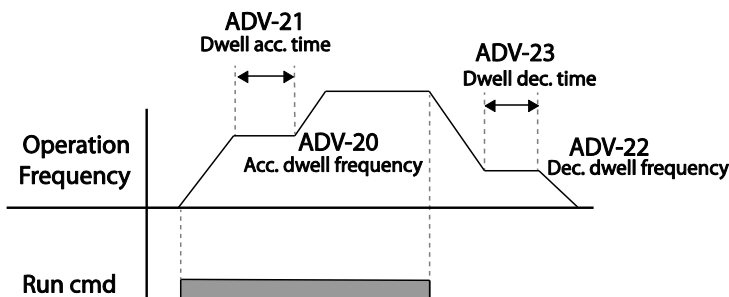 ADV-21
Dwell acc. time
ADV-23
Dwell dec. time
Operation
Frequency
ADV-20
Acc. dwell frequency
ADV-22
Dec. dwell frequency
Run cmd